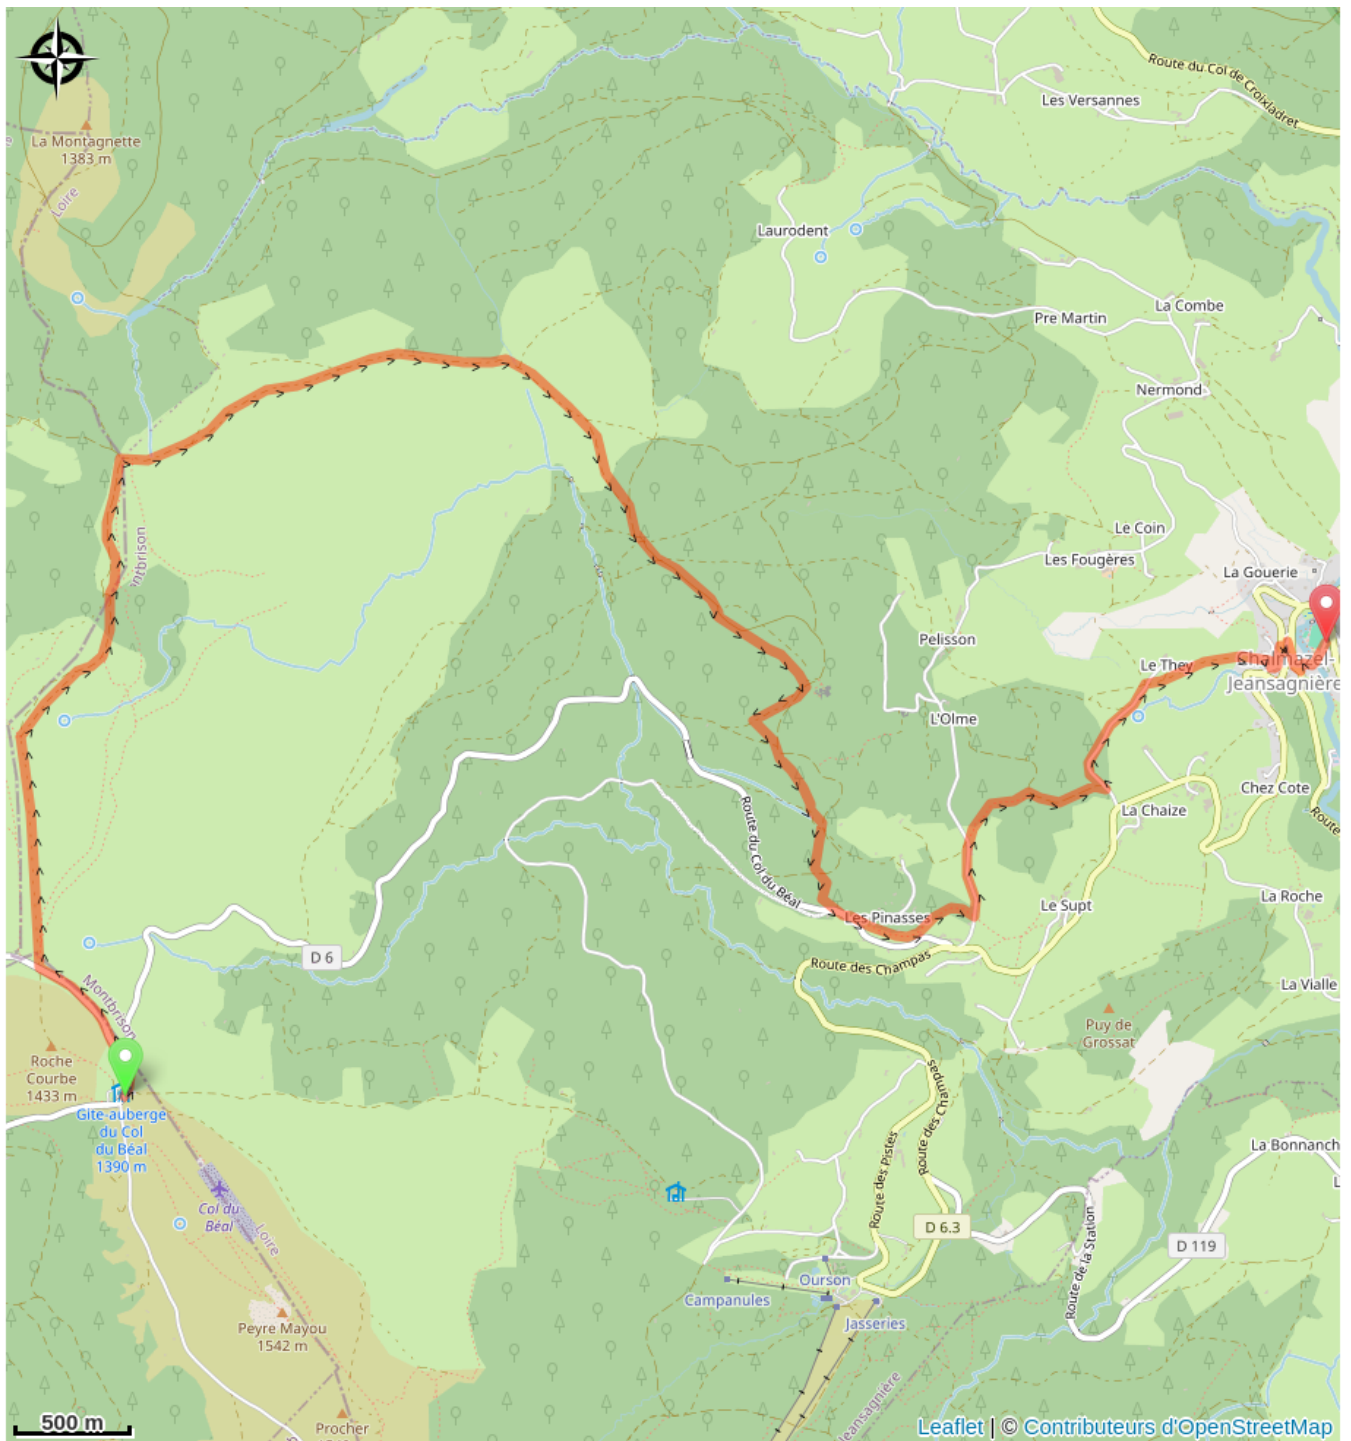 Route du Col de Croixladret
Les Versannes
La Montagnette
1383 m
Loire
Laurodent
La Combe
Pre Martin
Nermond
Le Coin
ntbrison
Les Fougères
La Gouerie
Pelisson
Le They
Chalmazel-
Jeansagnière
L'Olme
Chez Cote
La Chaize
Route
Route du Col du Béal
La Roche
Le Supt
Les Pinasses
D 6
Route des Champas
La Vialle
Montbrison
Puy de
Grossat
Roche
Courbe
1433 m
Route des Champas
Gite-auberge
du Col
du Béal
1390 m
Route des Pistes
La Bonnanch
L
Col du
Béal
Loire
D 6.3
D 119
Route de la Station
Ourson
Campanules
Jasseries
Peyre Mayou
1542 m
Jeansagnière
Procher
500 m
Leaflet | © Contributeurs d'OpenStreetMap